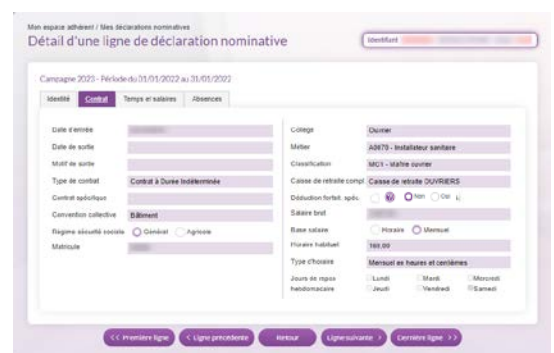 Mon espace adhérent / Mes déclarations nominatives
Détail d'une ligne de déclaration nominative
Identifiant
Campagne 2023 - Période du 01/01/2022 au 31/01/2022
Identité Contrat Temps et salaires Absences
Date d'entrée
Date de sortie
Motif de sortie
Type de contrat Contrat à Durée Indéterminée
Contrat spécifique
Convention collective Bâtiment
Régime sécurité sociale Général Agricole
Matricule
Collège Ouvrier
Métier A0670 - Installateur sanitaire
Classification MC1 - Maître ouvrier
Caisse de retraite compl. Caisse de retraite OUVRIERS
Déduction forfait. spéc. ? Non Oui
Salaire brut
Base salaire Horaire Mensuel
Horaire habituel 169,00
Type d'horaire Mensuel en heures et centièmes
Jours de repos Lundi Mardi Mercredi
hebdomadaire Jeudi Vendredi Samedi
<< Première ligne < Ligne précédente Retour Ligne suivante > Dernière ligne >>